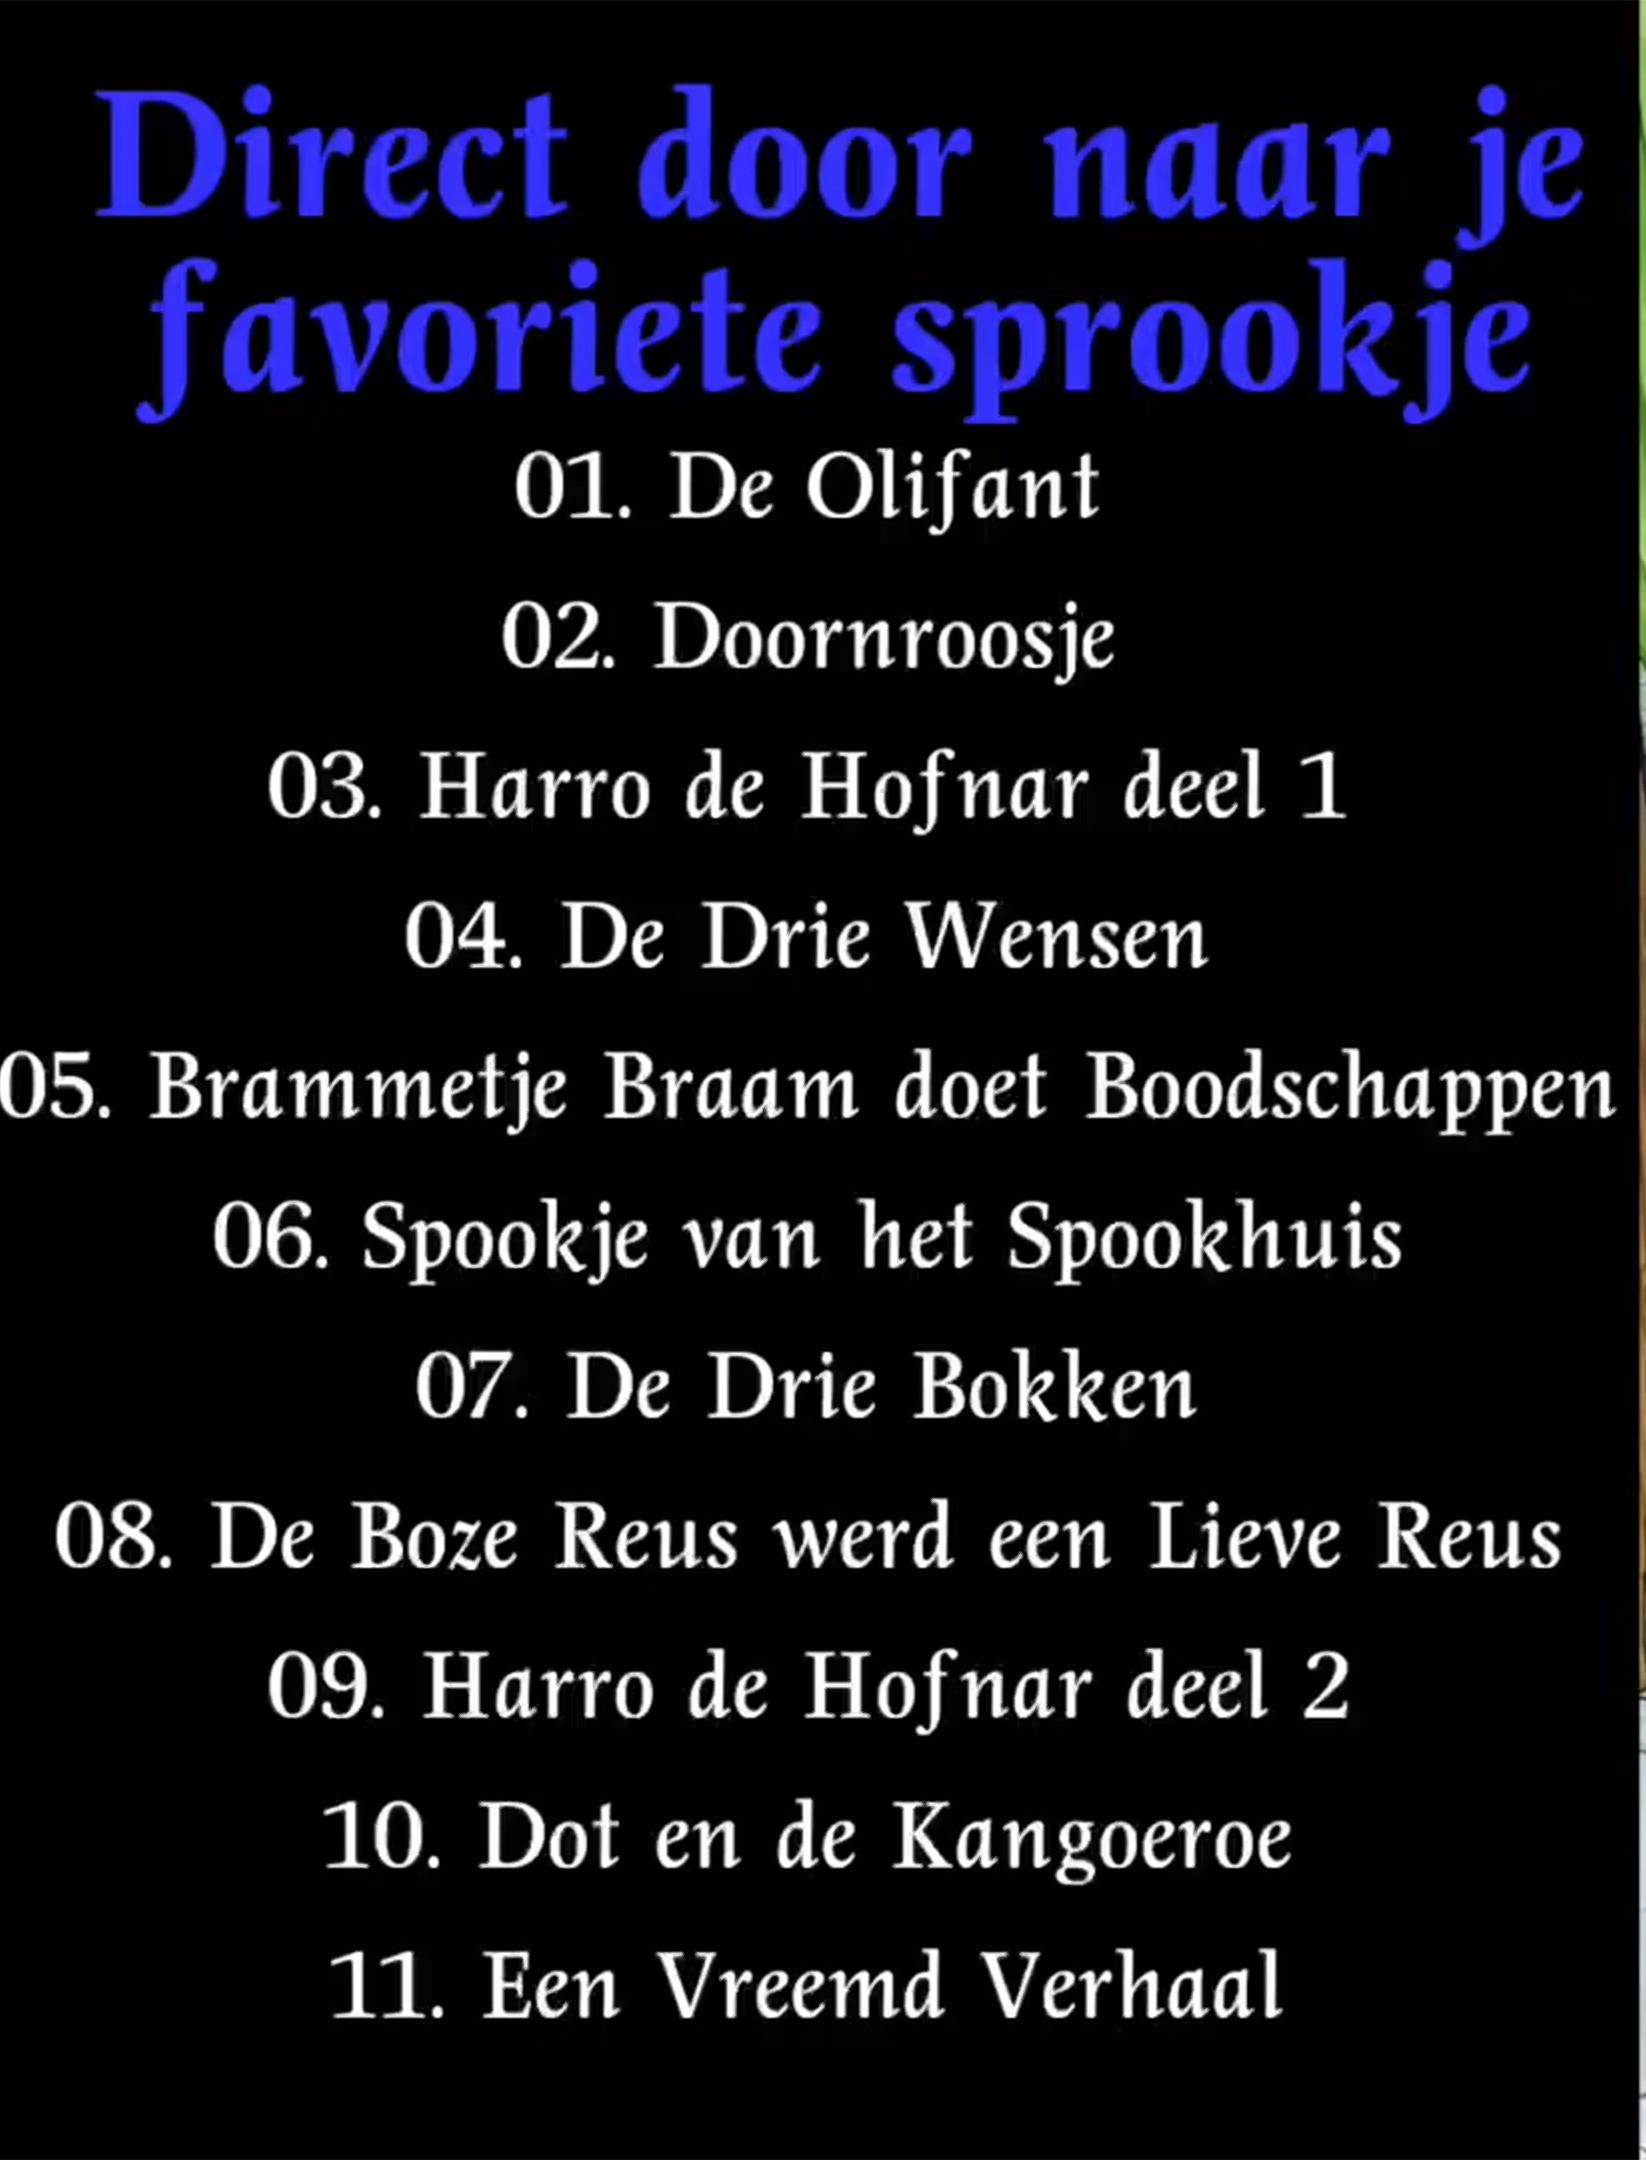 Direct door naar je
favoriete sprookje
01. De Olifant
02. Doornroosje
03. Harro de Hofnar deel 1
04. De Drie Wensen
05. Brammetje Braam doet Boodschappen
06. Spookje van het Spookhuis
07. De Drie Bokken
08. De Boze Reus werd een Lieve Reus
09. Harro de Hofnar deel 2
10. Dot en de Kangoeroe
11. Een Vreemd Verhaal